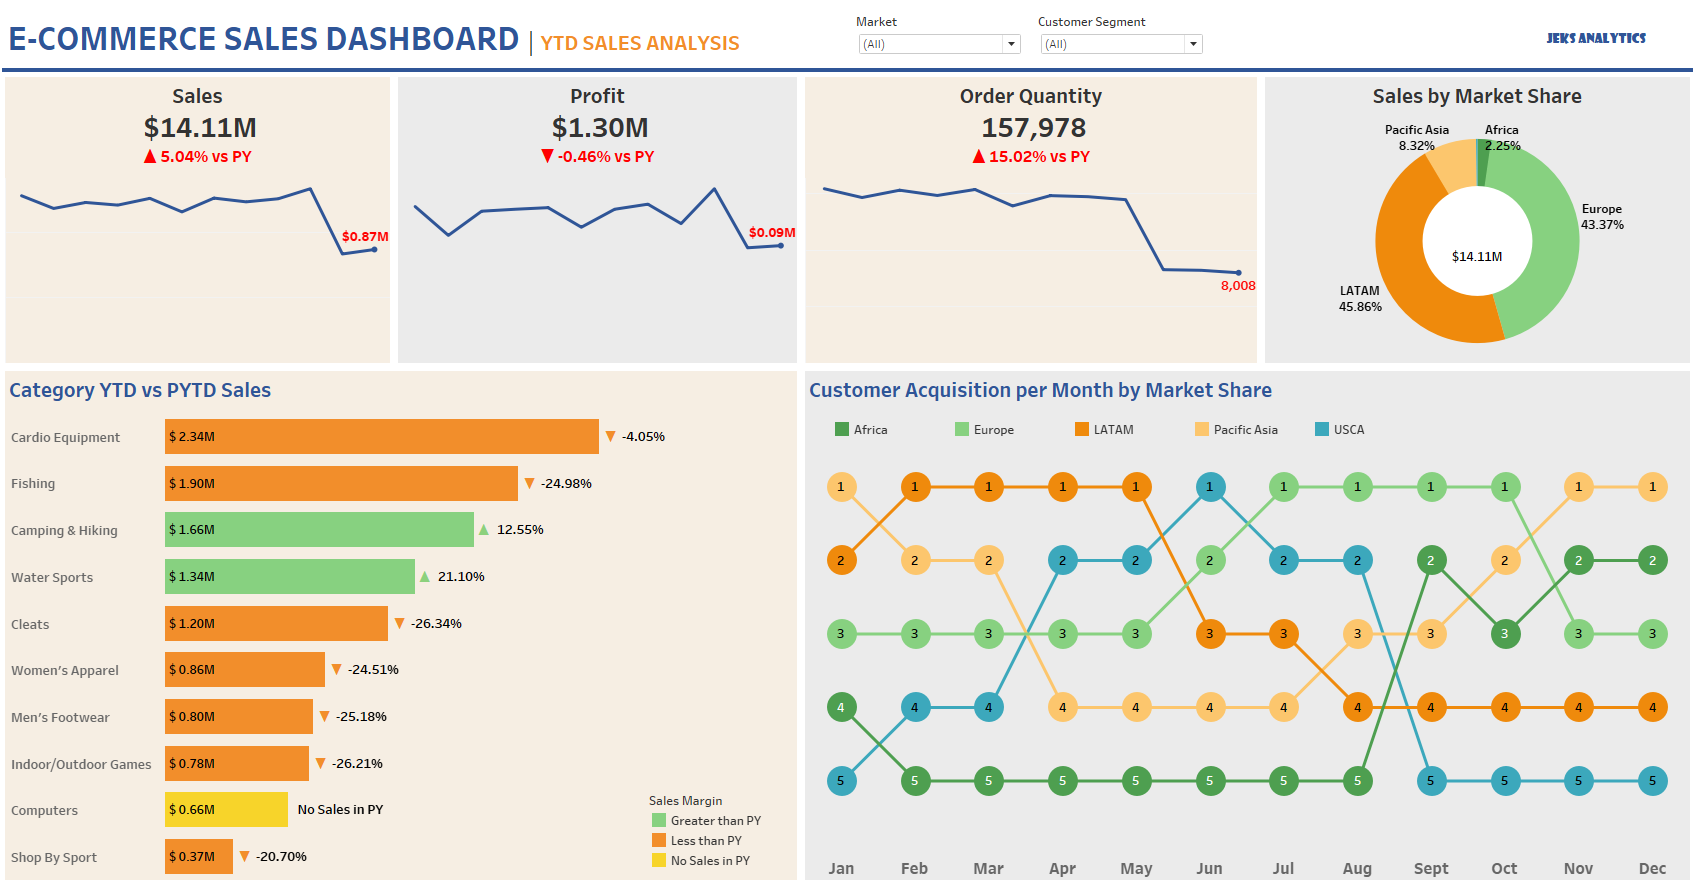 E-COMMERCE SALES DASHBOARD | YTD SALES ANALYSIS
Market
(All)
Customer Segment
(All)
JEKS ANALYTICS
Sales
$14.11M
▲ 5.04% vs PY
$0.87M
Profit
$1.30M
▼ -0.46% vs PY
$0.09M
Order Quantity
157,978
▲ 15.02% vs PY
8,008
Sales by Market Share
Pacific Asia
8.32%
Africa
2.25%
Europe
43.37%
$14.11M
LATAM
45.86%
Category YTD vs PYTD Sales
Cardio Equipment $ 2.34M ▼ -4.05%
Fishing $ 1.90M ▼ -24.98%
Camping & Hiking $ 1.66M ▲ 12.55%
Water Sports $ 1.34M ▲ 21.10%
Cleats $ 1.20M ▼ -26.34%
Women's Apparel $ 0.86M ▼ -24.51%
Men's Footwear $ 0.80M ▼ -25.18%
Indoor/Outdoor Games $ 0.78M ▼ -26.21%
Computers $ 0.66M No Sales in PY
Shop By Sport $ 0.37M ▼ -20.70%
Sales Margin
Greater than PY
Less than PY
No Sales in PY
Customer Acquisition per Month by Market Share
Africa Europe LATAM Pacific Asia USCA
1 1 1 1 1 1 1 1 1 1 1 1
2 2 2 2 2 2 2 2 2 2 2 2
3 3 3 3 3 3 3 3 3 3 3 3
4 4 4 4 4 4 4 4 4 4 4 4
5 5 5 5 5 5 5 5 5 5 5 5
Jan Feb Mar Apr May Jun Jul Aug Sept Oct Nov Dec